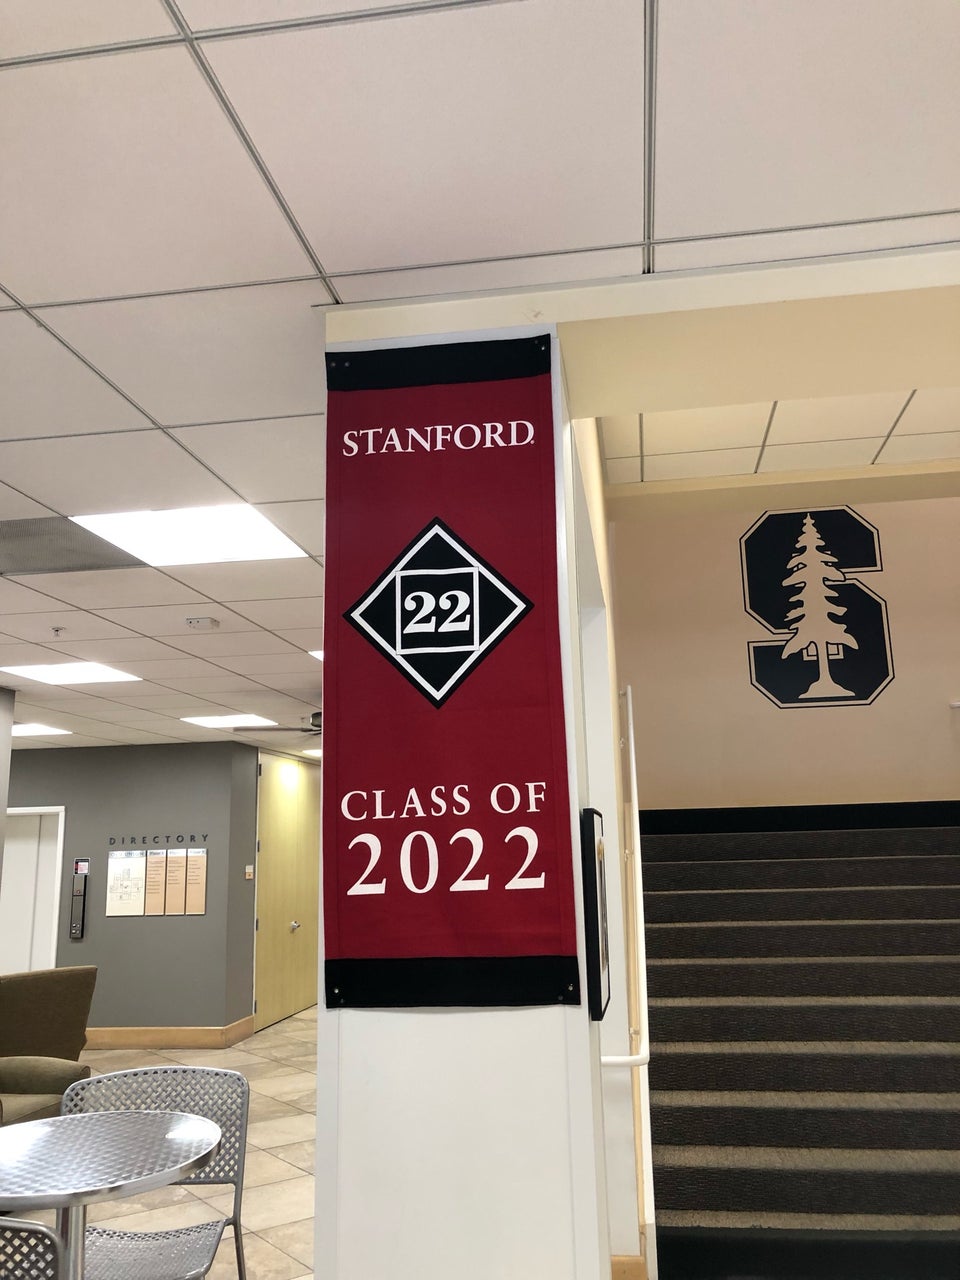 STANFORD®
22
CLASS OF
2022
DIRECTORY